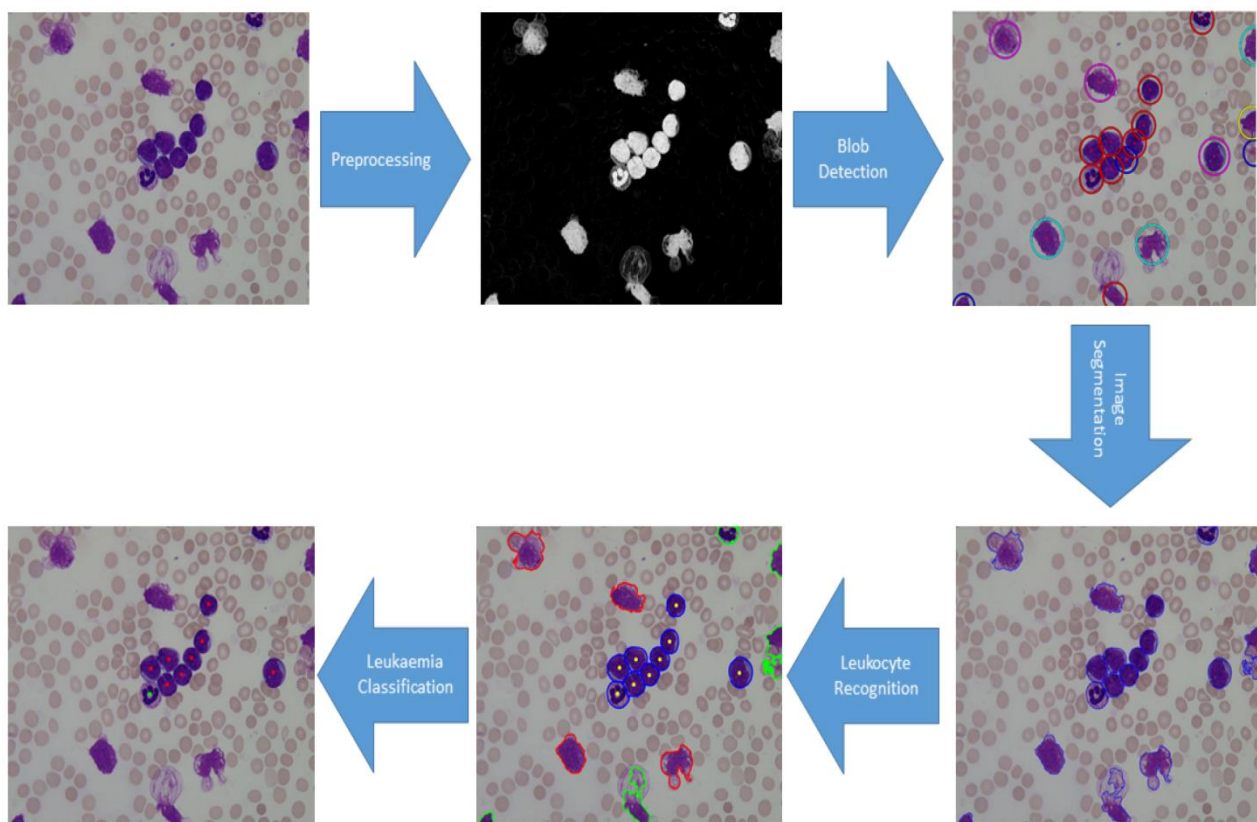 Preprocessing
Blob
Detection
Image
Segmentation
Leukocyte
Recognition
Leukaemia
Classification